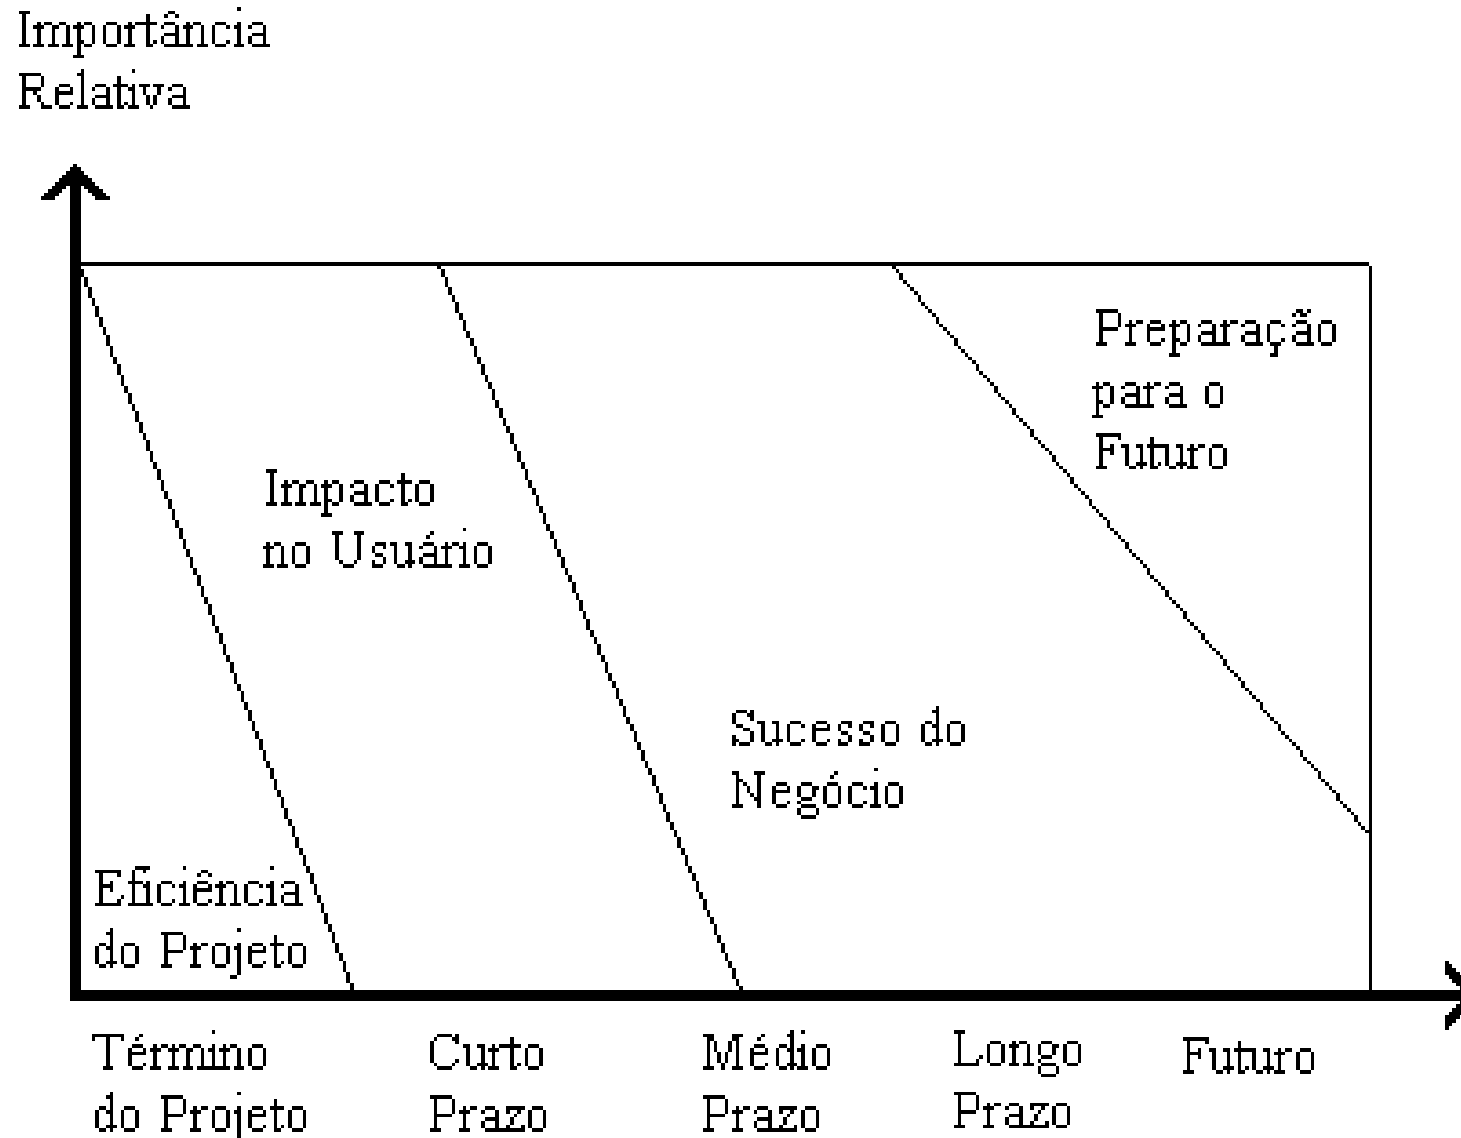 Importância
Relativa
Preparação
para o
Futuro
Impacto
no Usuário
Sucesso do
Negócio
Eficiência
do Projeto
Término
do Projeto
Curto
Prazo
Médio
Prazo
Longo
Prazo
Futuro